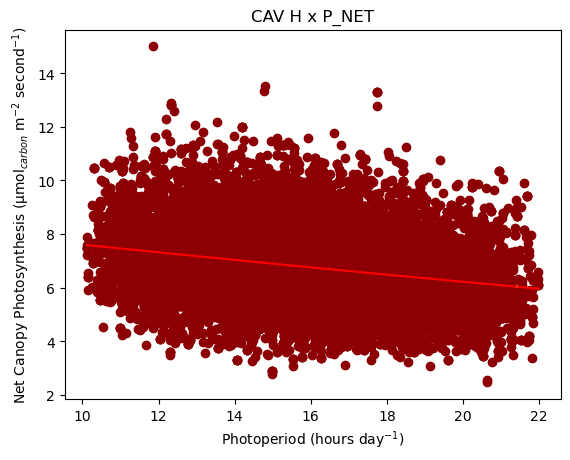 CAV H x P_NET
Net Canopy Photosynthesis (µmol_carbon m⁻² second⁻¹)
14
12
10
8
6
4
2
10 12 14 16 18 20 22
Photoperiod (hours day⁻¹)